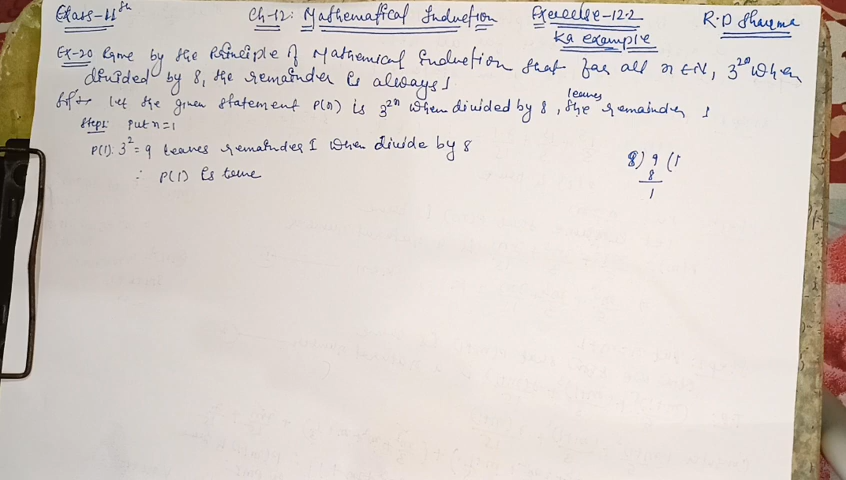 Class-11th Ch-12: Mathematical Induction Exercise-12.2 R.D Sharma
Ka example
Ex-20 Prove by the Principle of Mathemical Induction that for all n ∈ N, 3^2n when
divided by 8, the remainder is always 1
Sol:- Let the given statement P(n) is 3^2n when divided by 8, leaves the remainder 1
Step1: Put n=1
P(1): 3^2 = 9 leaves remainder 1 when divide by 8
8) 9 (1
8
1
∴ P(1) is true